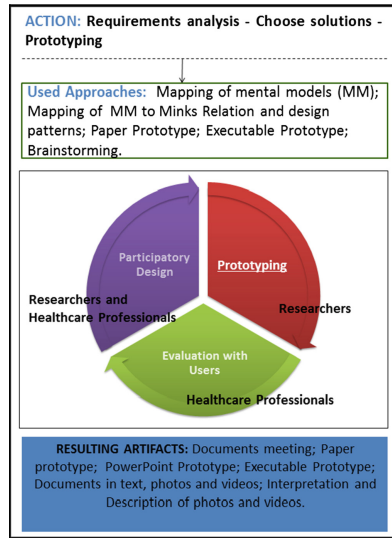 ACTION: Requirements analysis - Choose solutions -
Prototyping
Used Approaches: Mapping of mental models (MM);
Mapping of MM to Minks Relation and design
patterns; Paper Prototype; Executable Prototype;
Brainstorming.
Participatory
Design
Prototyping
Researchers and
Healthcare Professionals
Researchers
Evaluation with
Users
Healthcare Professionals
RESULTING ARTIFACTS: Documents meeting; Paper
prototype; PowerPoint Prototype; Executable Prototype;
Documents in text, photos and videos; Interpretation and
Description of photos and videos.